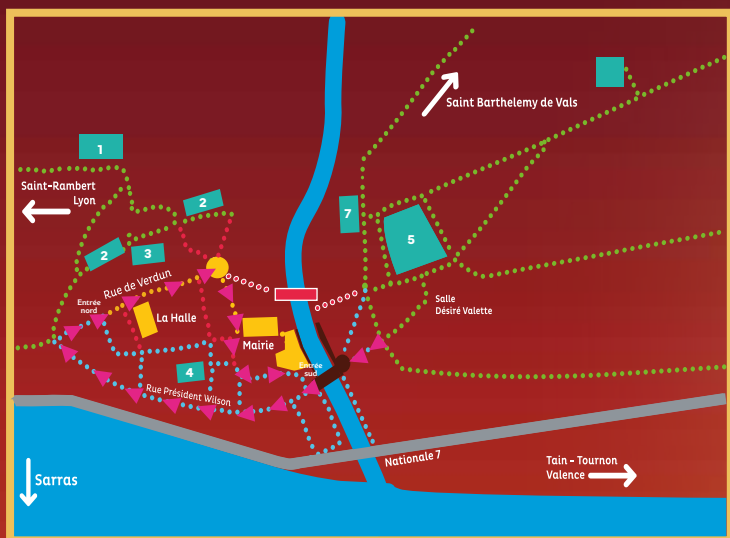 Saint Barthelemy de Vals
1
Saint-Rambert
Lyon
2
7
5
2
3
Rue de Verdun
Entrée
nord
La Halle
Salle
Désiré Valette
Mairie
Entrée
sud
4
Rue Président Wilson
Nationale 7
Tain - Tournon
Valence
Sarras